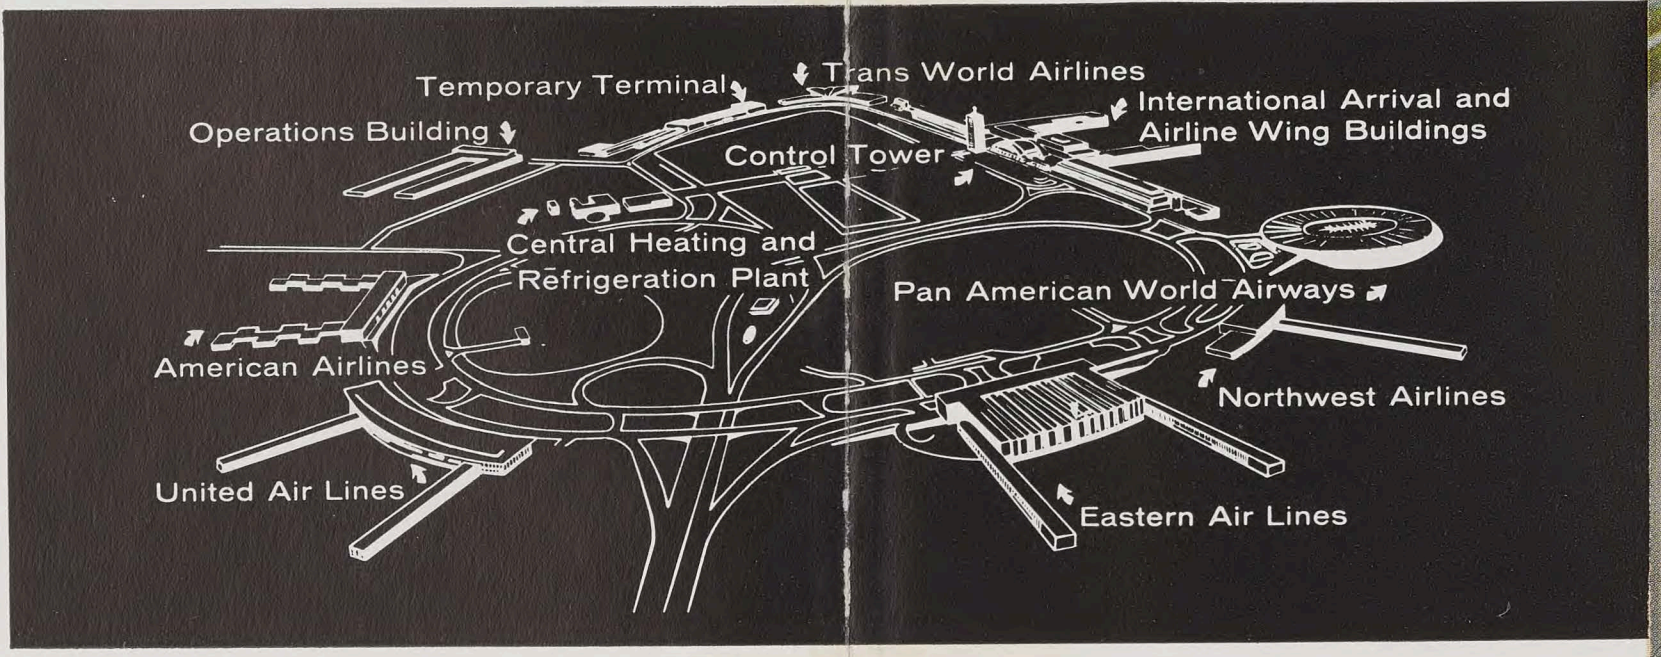 Temporary Terminal
Trans World Airlines
International Arrival and
Airline Wing Buildings
Operations Building
Control Tower
Central Heating and
Refrigeration Plant
Pan American World Airways
American Airlines
Northwest Airlines
United Air Lines
Eastern Air Lines